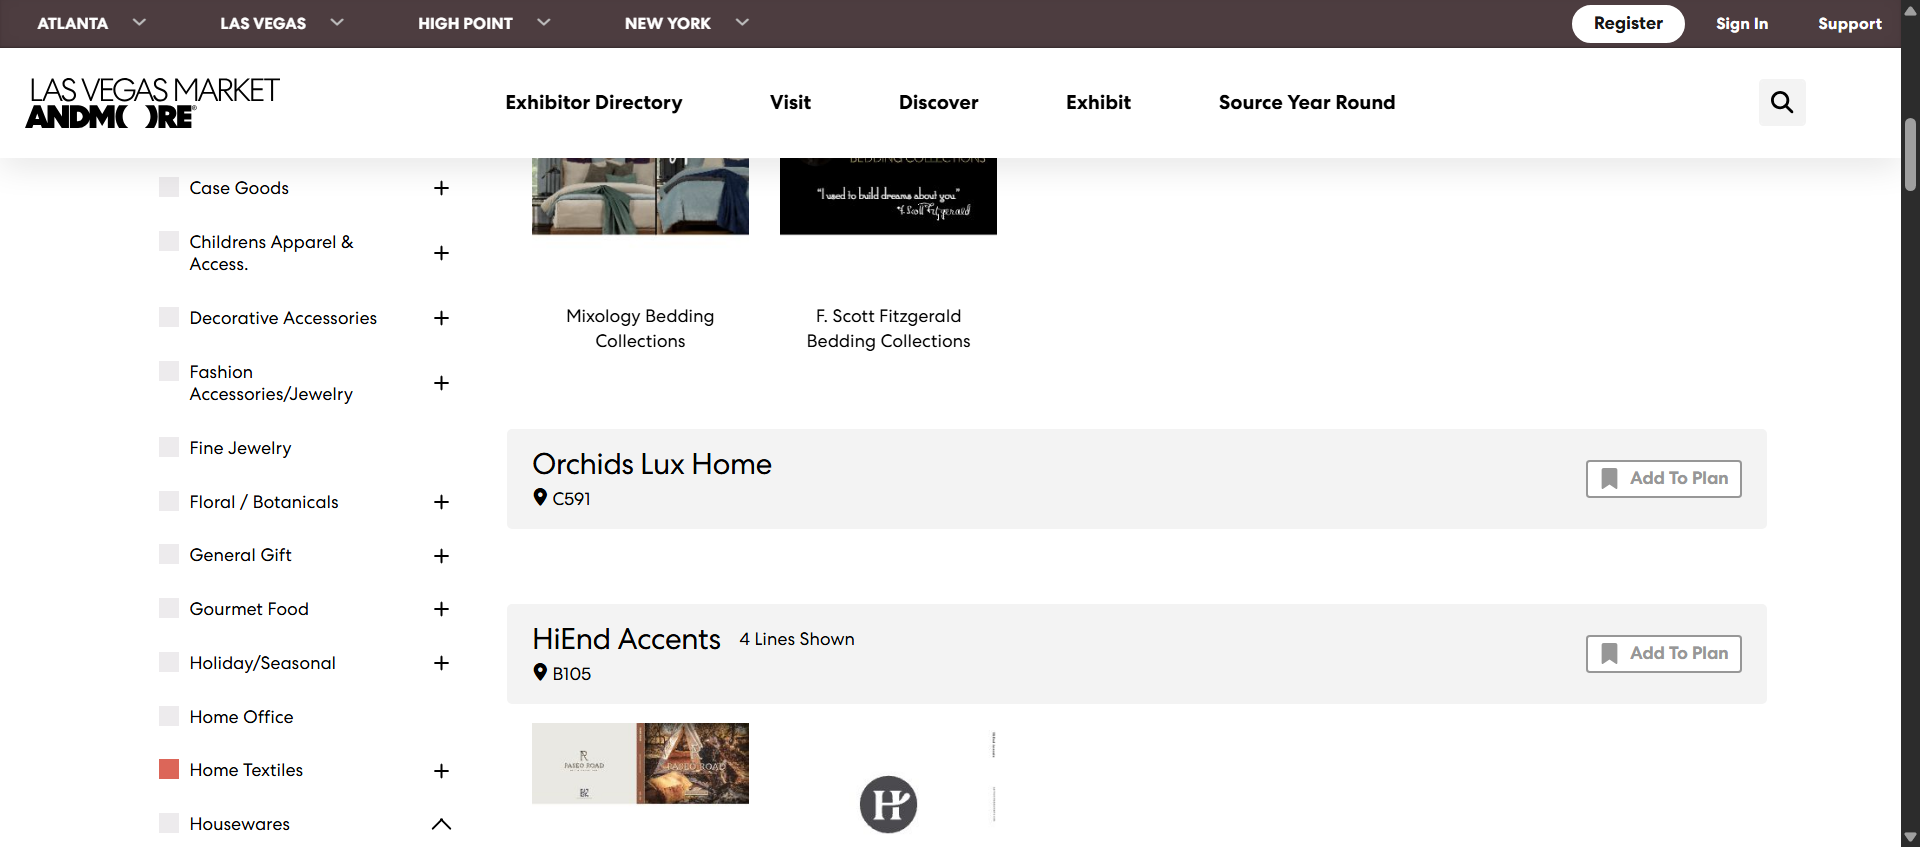 ATLANTA
LAS VEGAS
HIGH POINT
NEW YORK
Register
Sign In
Support
LAS VEGAS MARKET
ANDMORE®
Exhibitor Directory
Visit
Discover
Exhibit
Source Year Round
Case Goods
Childrens Apparel &
Access.
Decorative Accessories
Fashion
Accessories/Jewelry
Fine Jewelry
Floral / Botanicals
General Gift
Gourmet Food
Holiday/Seasonal
Home Office
Home Textiles
Housewares
BEDDING COLLECTIONS
"I used to build dreams about you."
F. Scott Fitzgerald
Mixology Bedding
Collections
F. Scott Fitzgerald
Bedding Collections
Orchids Lux Home
C591
Add To Plan
HiEnd Accents
4 Lines Shown
B105
Add To Plan
PASEO ROAD
PASEO ROAD
H